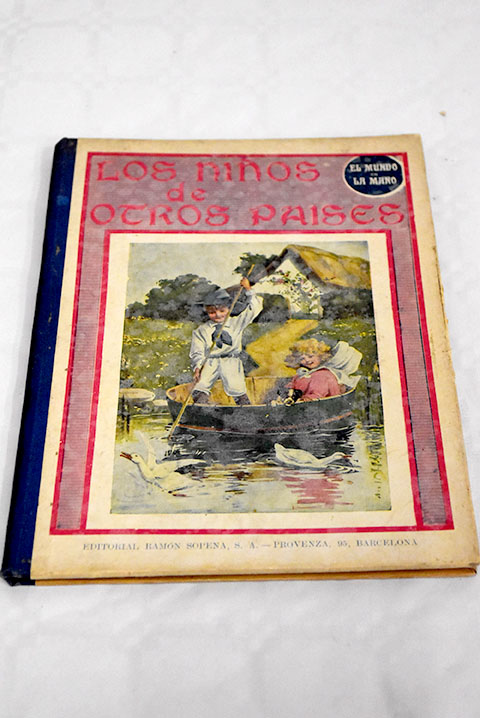 LOS NIÑOS
de
OTROS PAISES
EL MUNDO
EN
LA MANO
EDITORIAL RAMÓN SOPENA, S. A. — PROVENZA, 95, BARCELONA